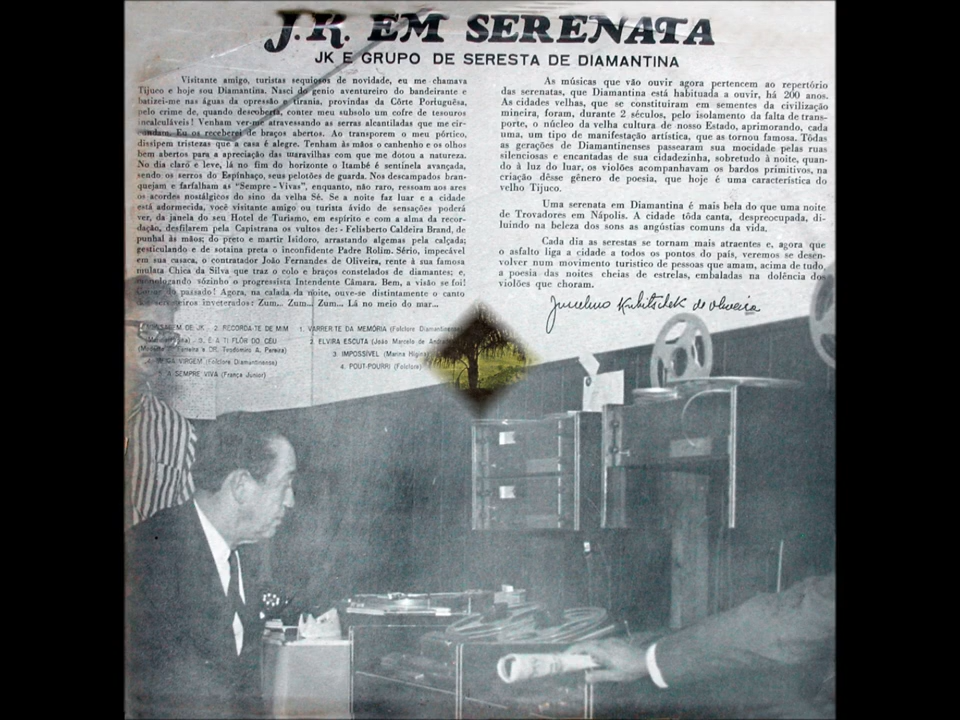 J.K. EM SERENATA
JK E GRUPO DE SERESTA DE DIAMANTINA
Visitante amigo, turistas sequiosos de novidade, eu me chamava
Tijuco e hoje sou Diamantina. Nasci do genio aventureiro do bandeirante e
batizei-me nas águas da opressão e tirania, provindas da Côrte Portuguêsa,
pelo crime de, quando descoberta, conter meu subsolo um cofre de tesouros
incalculáveis! Venham ver-me atravessando as serras alcantiladas que me cir-
cundam. Eu os receberei de braços abertos. Ao transporem o meu pórtico,
dissipem tristezas que a casa é alegre. Tenham às mãos o canhenho e os olhos
bem abertos para a apreciação das maravilhas com que me dotou a natureza.
No dia claro e leve, lá no fim do horizonte o Itambé é sentinela avançada,
sendo os serros do Espinhaço, seus pelotões de guarda. Nos descampados bran-
quejam e farfalham as "Sempre-Vivas", enquanto, não raro, ressoam aos ares
os acordes nostálgicos do sino da velha Sé. Se a noite faz luar e a cidade
está adormecida, você visitante amigo ou turista ávido de sensações poderá
ver, da janela do seu Hotel de Turismo, em espírito e com a alma da recor-
dação, desfilarem pela Capistrana os vultos de: - Felisberto Caldeira Brand, de
punhal às mãos; do preto e martir Isidoro, arrastando algemas pela calçada;
gesticulando e de sotaina preta o inconfidente Padre Rolim. Sério, impecável
em sua casaca, o contratador João Fernandes de Oliveira, rente à sua famosa
mulata Chica da Silva que traz o colo e braços constelados de diamantes; e,
monologando sòzinho o progressista Intendente Câmara. Bem, a visão se foi!
do passado! Agora, na calada da noite, ouve-se distintamente o canto
inveterados: Zum... Zum... Zum... Lá no meio do mar...
As músicas que vão ouvir agora pertencem ao repertório
das serenatas, que Diamantina está habituada a ouvir, há 200 anos.
As cidades velhas, que se constituiram em sementes da civilização
mineira, foram, durante 2 séculos, pelo isolamento da falta de trans-
porte, o núcleo da velha cultura de nosso Estado, aprimorando, cada
uma, um tipo de manifestação artística, que as tornou famosa. Tôdas
as gerações de Diamantinenses passearam sua mocidade pelas ruas
silenciosas e encantadas de sua cidadezinha, sobretudo à noite, quan-
do à luz do luar, os violões acompanhavam os bardos primitivos, na
criação dêsse gênero de poesia, que hoje é uma característica do
velho Tijuco.
Uma serenata em Diamantina é mais bela do que uma noite
de Trovadores em Nápolis. A cidade tôda canta, despreocupada, di-
luindo na beleza dos sons as angústias comuns da vida.
Cada dia as serestas se tornam mais atraentes e, agora que
o asfalto liga a cidade a todos os pontos do país, veremos se desen-
volver num movimento turístico de pessoas que amam, acima de tudo,
a poesia das noites cheias de estrelas, embaladas na dolência dos
violões que choram.
Juscelino Kubitschek de Oliveira
DE JK 2. RECORDA-TE DE MIM
3. E A TI FLÔR DO CÉU
Ferreira e DR. Teodomiro A. Pereira)
VIRGEM (Folclore Diamantinense)
A SEMPRE VIVA (França Júnior)
1. VARRER-TE DA MEMÓRIA (Folclore Diamantinense)
2. ELVIRA ESCUTA (João Marcelo de
3. IMPOSSÍVEL (Marina Higina)
4. POUT-POURRI (Folclore)